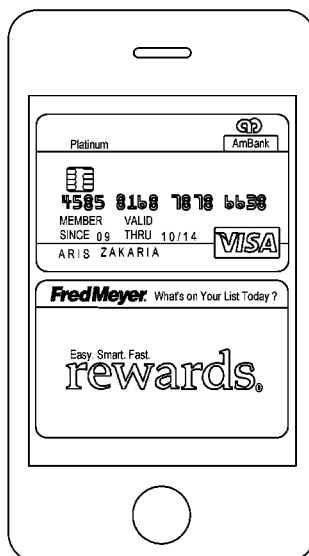 Platinum
AmBank
4585 8168 7878 6638
MEMBER VALID
SINCE 09 THRU 10/14
VISA
ARIS ZAKARIA
FredMeyer. What's on Your List Today?
Easy. Smart. Fast.
rewards®